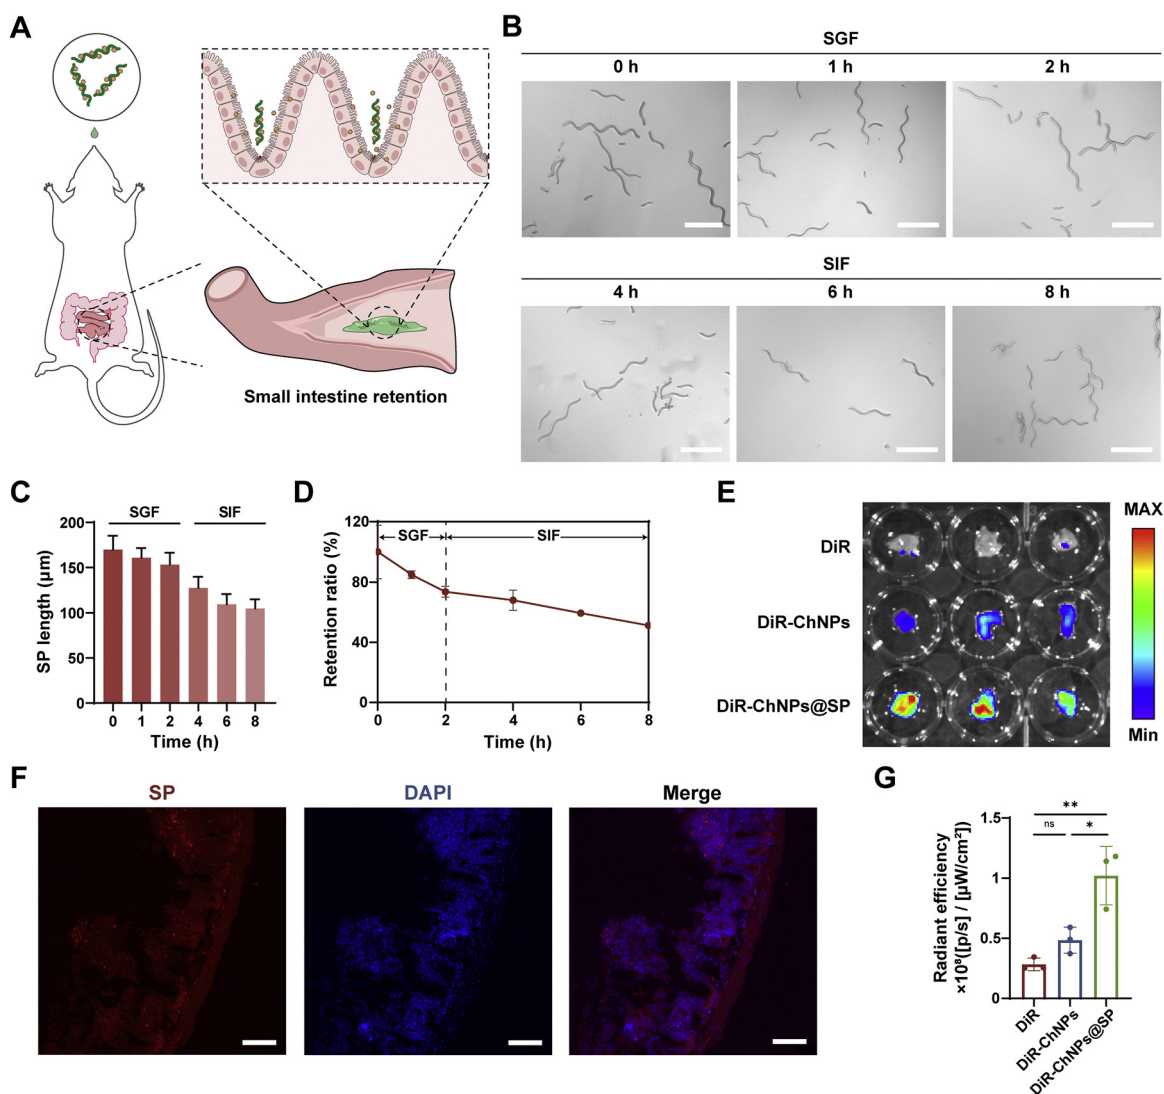 A
Small intestine retention
B
SGF
0 h
1 h
2 h
SIF
4 h
6 h
8 h
C
SGF
SIF
SP length (µm)
200
150
100
50
0
0
1
2
4
6
8
Time (h)
D
Retention ratio (%)
120
80
40
0
SGF
SIF
0
2
4
6
8
Time (h)
E
DiR
DiR-ChNPs
DiR-ChNPs@SP
MAX
Min
F
SP
DAPI
Merge
G
Radiant efficiency
×10⁸([p/s] / [µW/cm²])
1.5
1
0.5
0
**
ns
*
DiR
DiR-ChNPs
DiR-ChNPs@SP